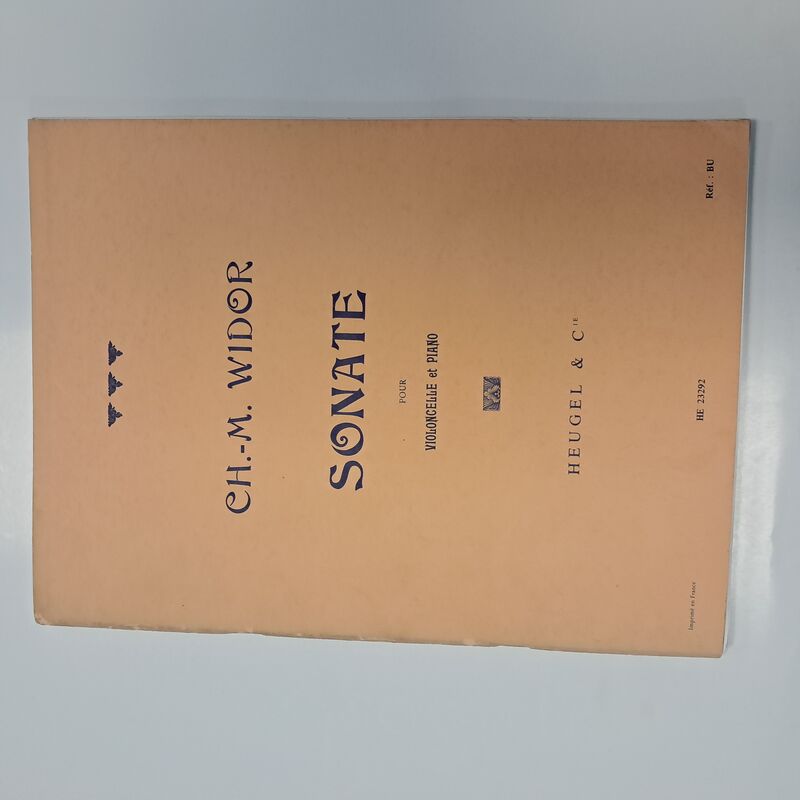 CH.-M. WIDOR
SONATE
POUR
VIOLONCELLE et PIANO
HEUGEL & CIE.
HE 23292
Imprimé en France
Réf. : BU